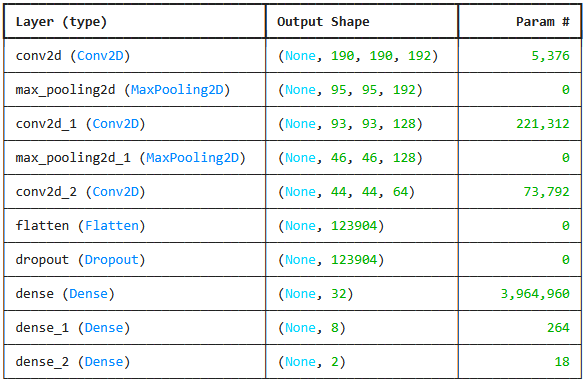 Layer (type) Output Shape Param #
conv2d (Conv2D) (None, 190, 190, 192) 5,376
max_pooling2d (MaxPooling2D) (None, 95, 95, 192) 0
conv2d_1 (Conv2D) (None, 93, 93, 128) 221,312
max_pooling2d_1 (MaxPooling2D) (None, 46, 46, 128) 0
conv2d_2 (Conv2D) (None, 44, 44, 64) 73,792
flatten (Flatten) (None, 123904) 0
dropout (Dropout) (None, 123904) 0
dense (Dense) (None, 32) 3,964,960
dense_1 (Dense) (None, 8) 264
dense_2 (Dense) (None, 2) 18